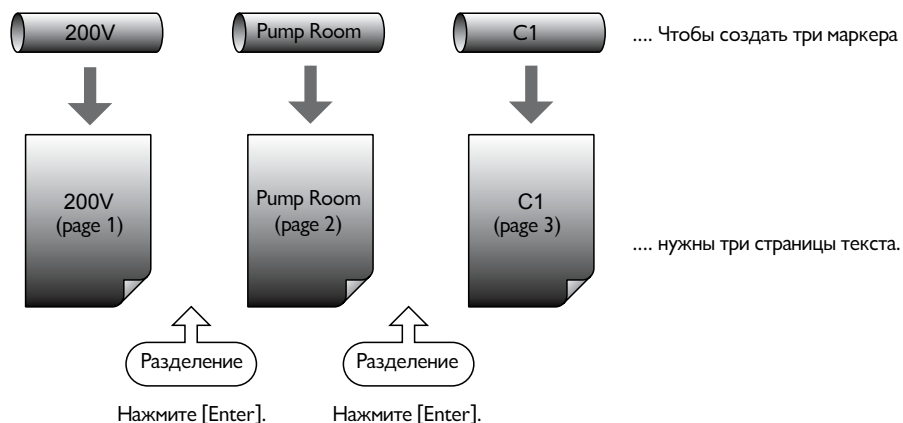 200V
Pump Room
C1
.... Чтобы создать три маркера
200V
(page 1)
Pump Room
(page 2)
C1
(page 3)
.... нужны три страницы текста.
Разделение
Разделение
Нажмите [Enter].
Нажмите [Enter].